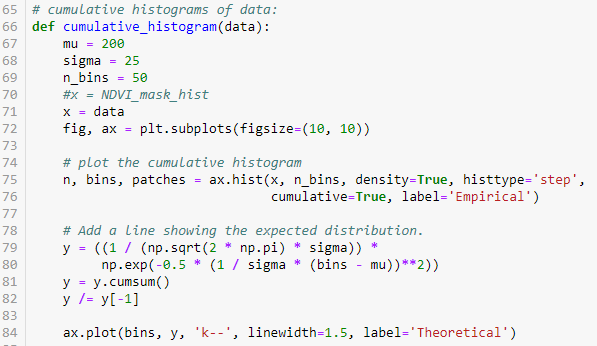 65 # cumulative histograms of data:
66 def cumulative_histogram(data):
67     mu = 200
68     sigma = 25
69     n_bins = 50
70     #x = NDVI_mask_hist
71     x = data
72     fig, ax = plt.subplots(figsize=(10, 10))
73
74     # plot the cumulative histogram
75     n, bins, patches = ax.hist(x, n_bins, density=True, histtype='step',
76                                cumulative=True, label='Empirical')
77
78     # Add a line showing the expected distribution.
79     y = ((1 / (np.sqrt(2 * np.pi) * sigma)) *
80          np.exp(-0.5 * (1 / sigma * (bins - mu))**2))
81     y = y.cumsum()
82     y /= y[-1]
83
84     ax.plot(bins, y, 'k--', linewidth=1.5, label='Theoretical')